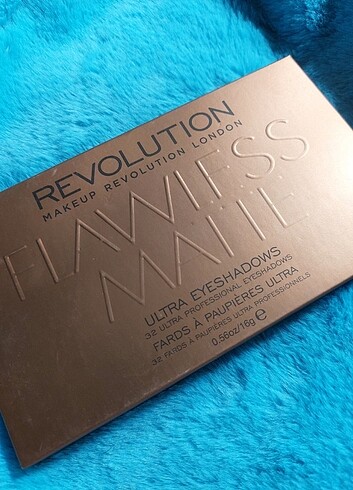 REVOLUTION
MAKEUP REVOLUTION LONDON
FLAWLESS
MATTE
ULTRA EYESHADOWS
32 ULTRA PROFESSIONAL EYESHADOWS
FARDS À PAUPIÈRES ULTRA
32 FARDS À PAUPIÈRES ULTRA PROFESSIONNELS
0.56oz/16g ℮